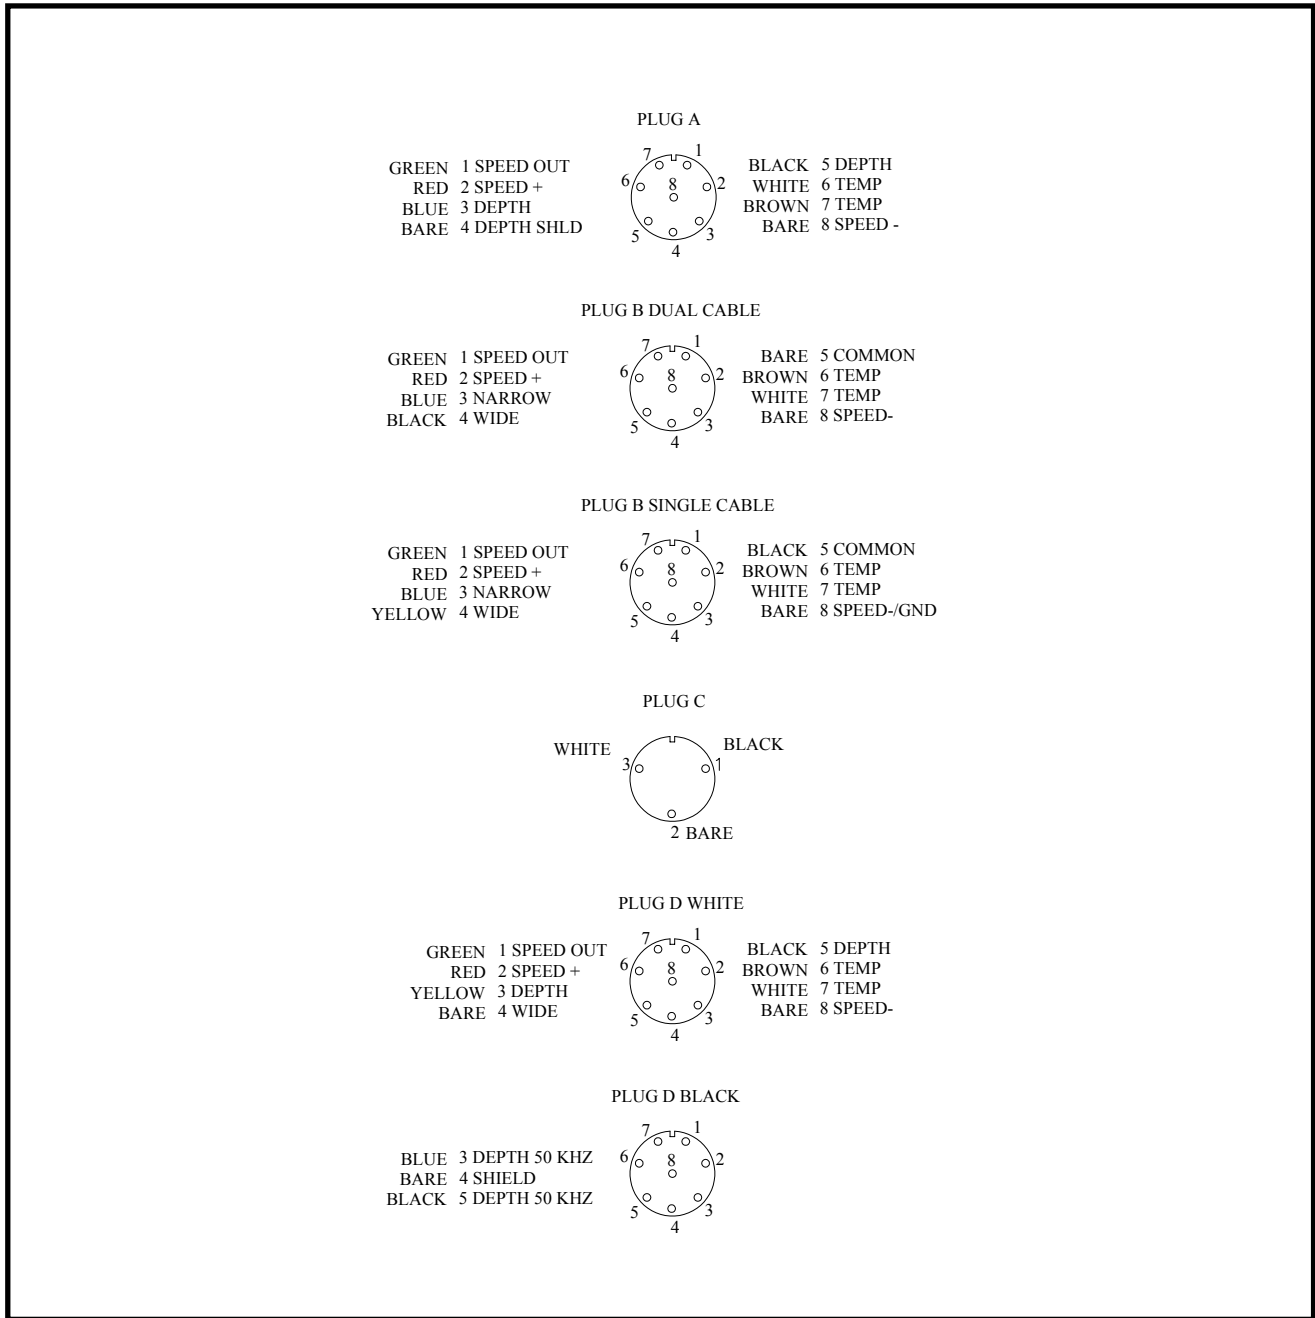 PLUG A
GREEN 1 SPEED OUT
RED 2 SPEED +
BLUE 3 DEPTH
BARE 4 DEPTH SHLD
7 1
6 8 2
5 3
4
BLACK 5 DEPTH
WHITE 6 TEMP
BROWN 7 TEMP
BARE 8 SPEED -
PLUG B DUAL CABLE
GREEN 1 SPEED OUT
RED 2 SPEED +
BLUE 3 NARROW
BLACK 4 WIDE
7 1
6 8 2
5 3
4
BARE 5 COMMON
BROWN 6 TEMP
WHITE 7 TEMP
BARE 8 SPEED-
PLUG B SINGLE CABLE
GREEN 1 SPEED OUT
RED 2 SPEED +
BLUE 3 NARROW
YELLOW 4 WIDE
7 1
6 8 2
5 3
4
BLACK 5 COMMON
BROWN 6 TEMP
WHITE 7 TEMP
BARE 8 SPEED-/GND
PLUG C
WHITE BLACK
3 1
2 BARE
PLUG D WHITE
GREEN 1 SPEED OUT
RED 2 SPEED +
YELLOW 3 DEPTH
BARE 4 WIDE
7 1
6 8 2
5 3
4
BLACK 5 DEPTH
BROWN 6 TEMP
WHITE 7 TEMP
BARE 8 SPEED-
PLUG D BLACK
BLUE 3 DEPTH 50 KHZ
BARE 4 SHIELD
BLACK 5 DEPTH 50 KHZ
7 1
6 8 2
5 3
4